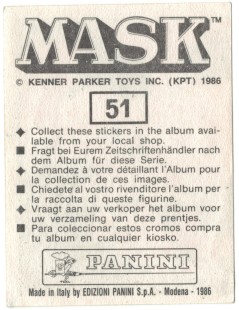 MASK™
© KENNER PARKER TOYS INC. (KPT) 1986
51
Collect these stickers in the album avai-
lable from your local shop.
Fragt bei Eurem Zeitschriftenhändler nach
dem Album für diese Serie.
Demandez à votre détaillant l'Album pour
la collection de ces images.
Chiedete al vostro rivenditore l'album per
la raccolta di queste figurine.
Vraagt aan uw verkoper het album voor
uw verzameling van deze prentjes.
Para coleccionar estos cromos compra
tu album en cualquier kiosko.
PANINI
Made in Italy by EDIZIONI PANINI S.p.A. - Modena - 1986